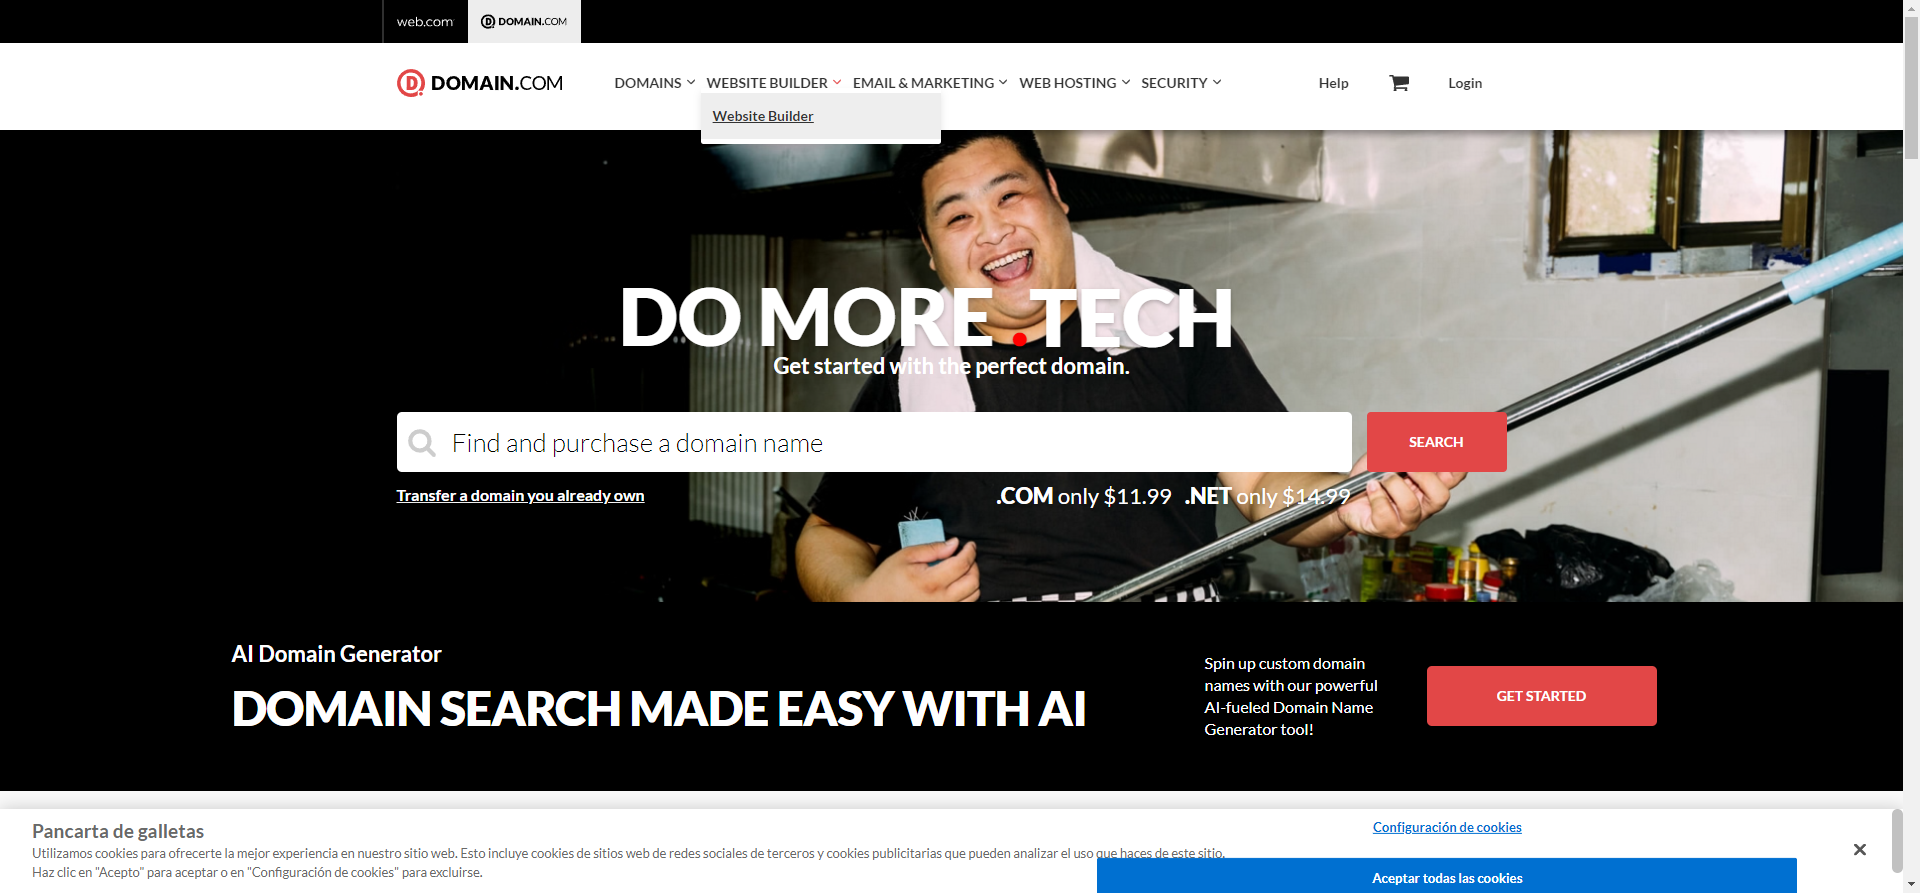 web.com
DOMAIN.COM
DOMAIN.COM
DOMAINS
WEBSITE BUILDER
EMAIL & MARKETING
WEB HOSTING
SECURITY
Help
Login
Website Builder
DO MORE .TECH
Get started with the perfect domain.
Find and purchase a domain name
SEARCH
Transfer a domain you already own
.COM only $11.99 .NET only $14.99
AI Domain Generator
DOMAIN SEARCH MADE EASY WITH AI
Spin up custom domain
names with our powerful
AI-fueled Domain Name
Generator tool!
GET STARTED
Pancarta de galletas
Utilizamos cookies para ofrecerte la mejor experiencia en nuestro sitio web. Esto incluye cookies de sitios web de redes sociales de terceros y cookies publicitarias que pueden analizar el uso que haces de este sitio.
Haz clic en "Acepto" para aceptar o en "Configuración de cookies" para excluirse.
Configuración de cookies
Aceptar todas las cookies